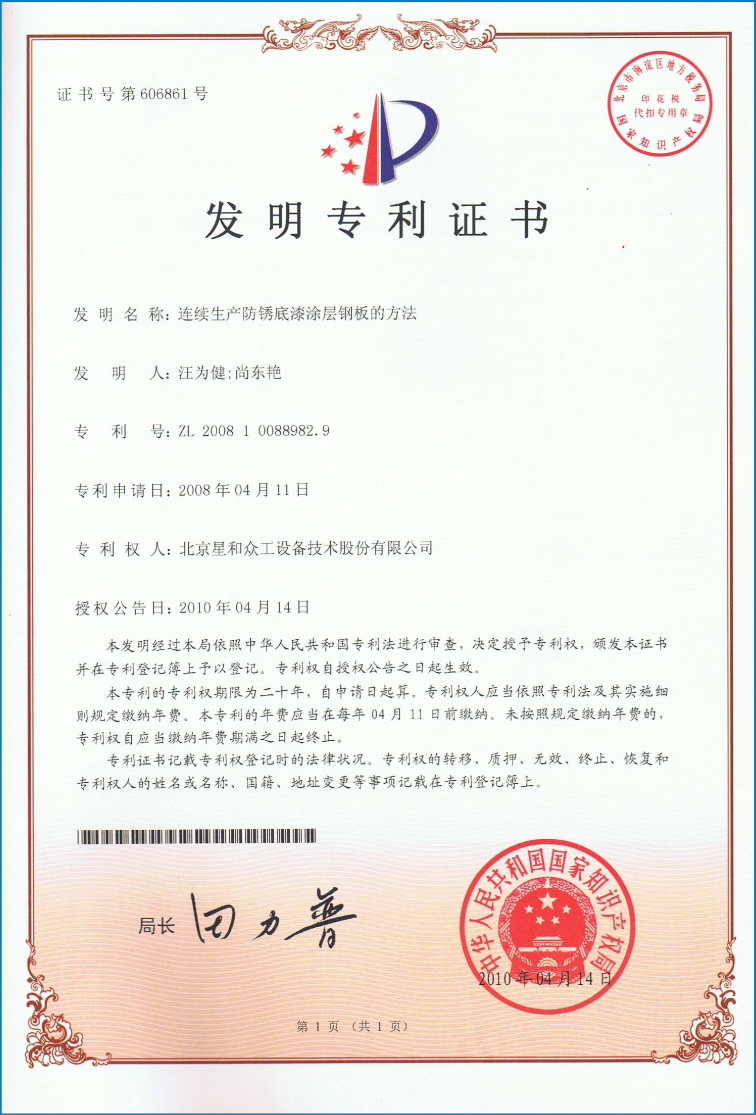 证书号第606861号
北京市海淀区地方税务局
印花税
代扣专用章
国家知识产权局
发明专利证书
发明名称：连续生产防锈底漆涂层钢板的方法
发明人：汪为健;尚东艳
专利号：ZL 2008 1 0088982.9
专利申请日：2008年04月11日
专利权人：北京星和众工设备技术股份有限公司
授权公告日：2010年04月14日
本发明经过本局依照中华人民共和国专利法进行审查，决定授予专利权，颁发本证书
并在专利登记簿上予以登记。专利权自授权公告之日起生效。
本专利的专利权期限为二十年，自申请日起算。专利权人应当依照专利法及其实施细
则规定缴纳年费。本专利的年费应当在每年04月11日前缴纳。未按照规定缴纳年费的，
专利权自应当缴纳年费期满之日起终止。
专利证书记载专利权登记时的法律状况。专利权的转移、质押、无效、终止、恢复和
专利权人的姓名或名称、国籍、地址变更等事项记载在专利登记簿上。
局长 田力普
中华人民共和国国家知识产权局
2010年04月14日
第1页（共1页）